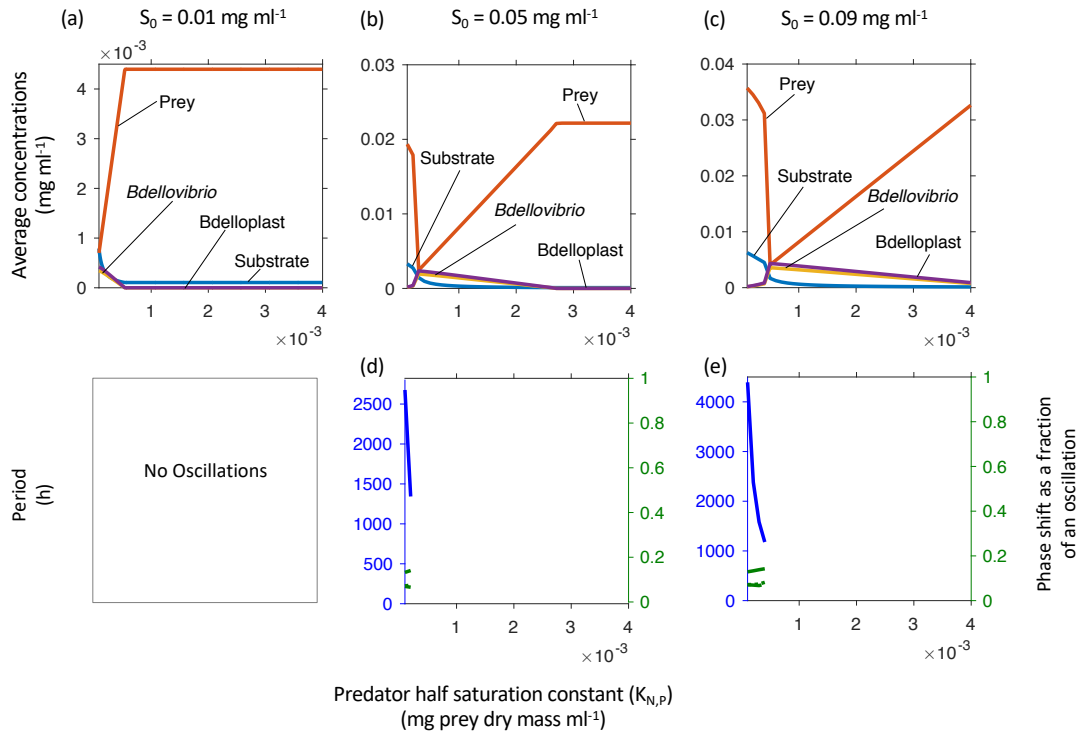 (a) S₀ = 0.01 mg ml⁻¹
(b) S₀ = 0.05 mg ml⁻¹
(c) S₀ = 0.09 mg ml⁻¹
Average concentrations
(mg ml⁻¹)
×10⁻³
4
3
2
1
0
Prey
Bdellovibrio
Bdelloplast
Substrate
1 2 3 4
×10⁻³
0.03
0.02
0.01
0
Prey
Substrate
Bdellovibrio
Bdelloplast
1 2 3 4
×10⁻³
0.04
0.03
0.02
0.01
0
Prey
Substrate
Bdellovibrio
Bdelloplast
1 2 3 4
×10⁻³
Period
(h)
No Oscillations
(d)
2500
2000
1500
1000
500
0
1
0.8
0.6
0.4
0.2
0
1 2 3 4
×10⁻³
(e)
4000
3000
2000
1000
0
1
0.8
0.6
0.4
0.2
0
1 2 3 4
×10⁻³
Phase shift as a fraction
of an oscillation
Predator half saturation constant (K_N,P)
(mg prey dry mass ml⁻¹)